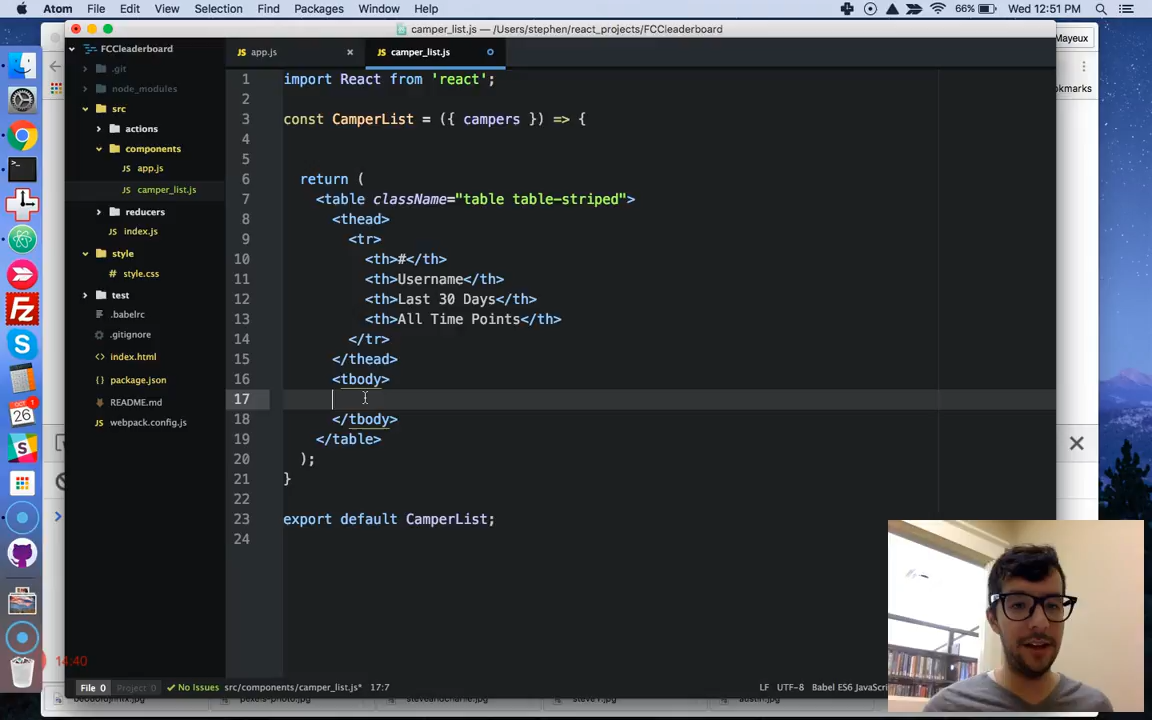 Atom File Edit View Selection Find Packages Window Help 66% Wed 12:51 PM
camper_list.js — /Users/stephen/react_projects/FCCleaderboard
Mayeux
FCCleaderboard
app.js
camper_list.js
.git
node_modules
src
actions
components
app.js
camper_list.js
reducers
index.js
style
style.css
test
.babelrc
.gitignore
index.html
package.json
README.md
webpack.config.js
1 import React from 'react';
2
3 const CamperList = ({ campers }) => {
4
5
6 return (
7 <table className="table table-striped">
8 <thead>
9 <tr>
10 <th>#</th>
11 <th>Username</th>
12 <th>Last 30 Days</th>
13 <th>All Time Points</th>
14 </tr>
15 </thead>
16 <tbody>
17
18 </tbody>
19 </table>
20 );
21 }
22
23 export default CamperList;
24
okmarks
OCT
26
14:40
File 0 Project 0 No Issues src/components/camper_list.js* 17:7 LF UTF-8 Babel ES6 JavaScri